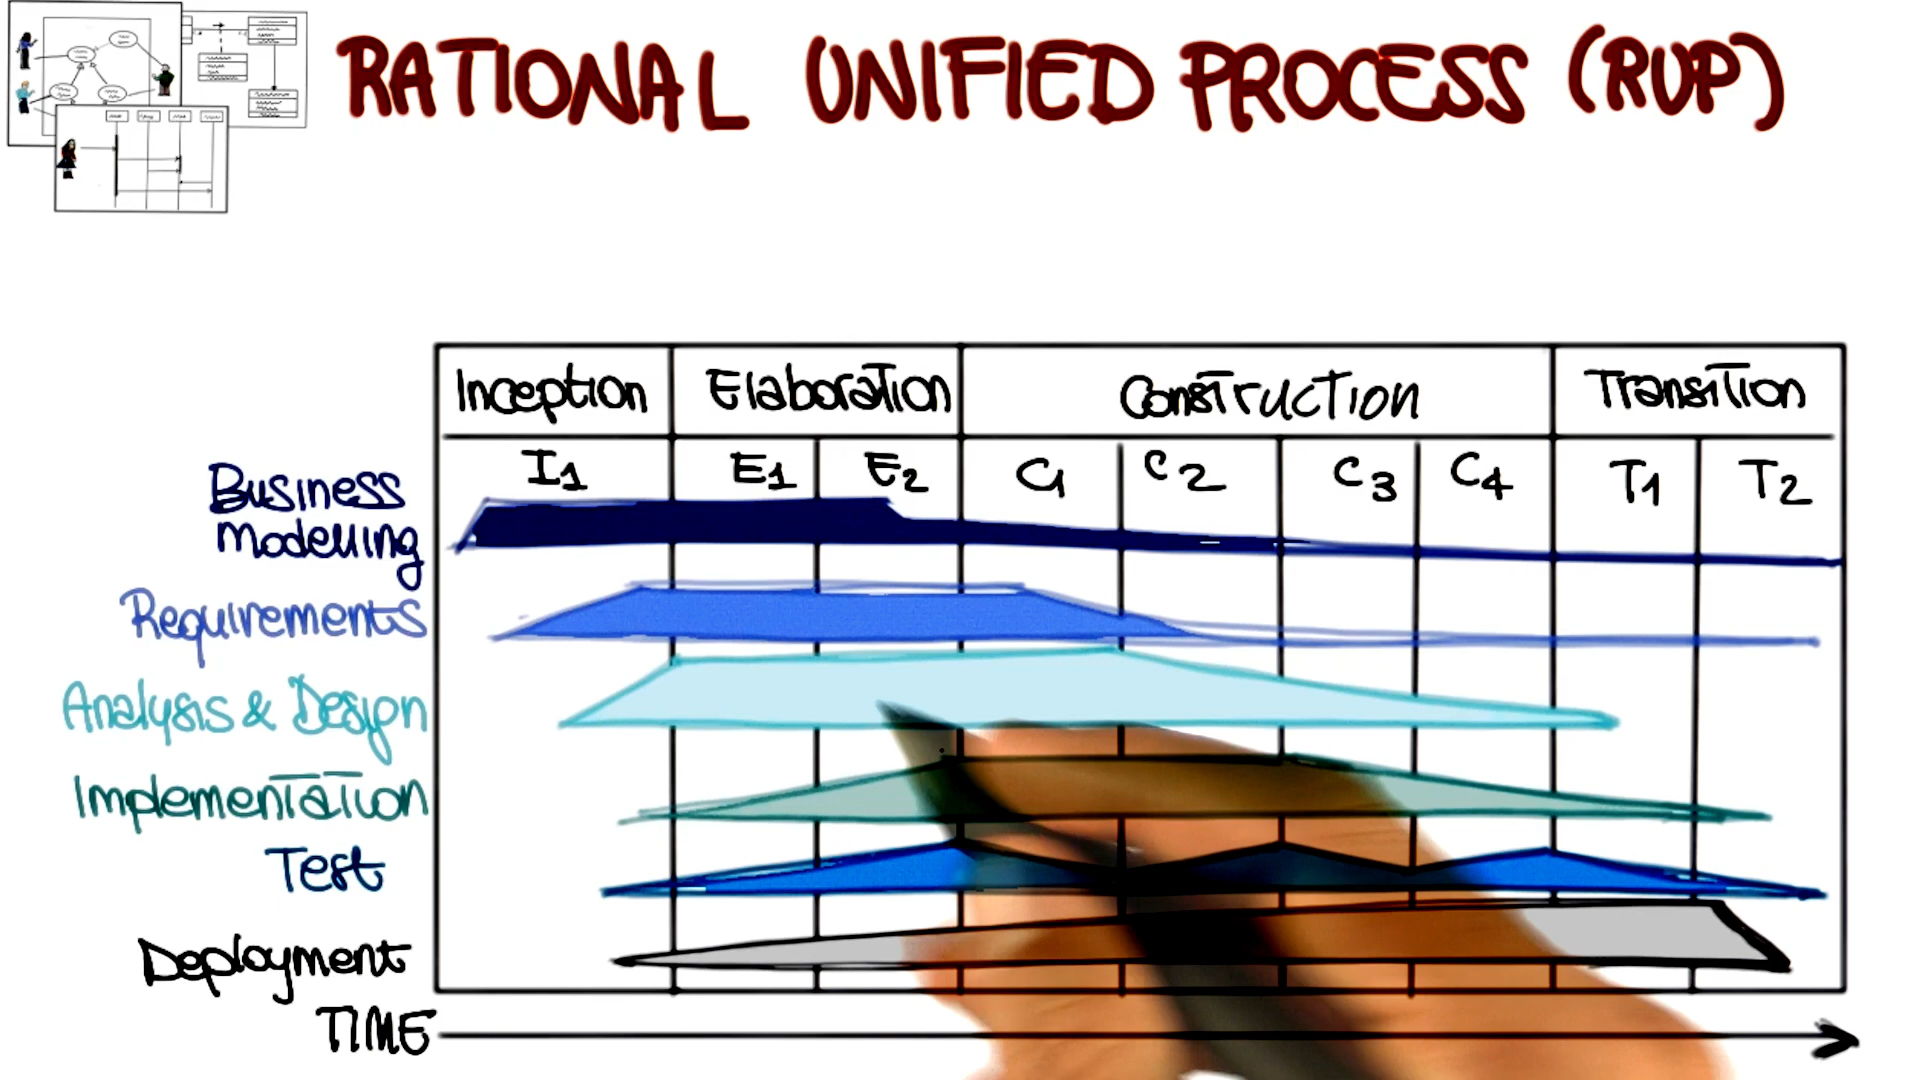 RATIONAL UNIFIED PROCESS (RUP)
Inception Elaboration Construction Transition
I1 E1 E2 C1 C2 C3 C4 T1 T2
Business
modelling
Requirements
Analysis & Design
Implementation
Test
Deployment
TIME